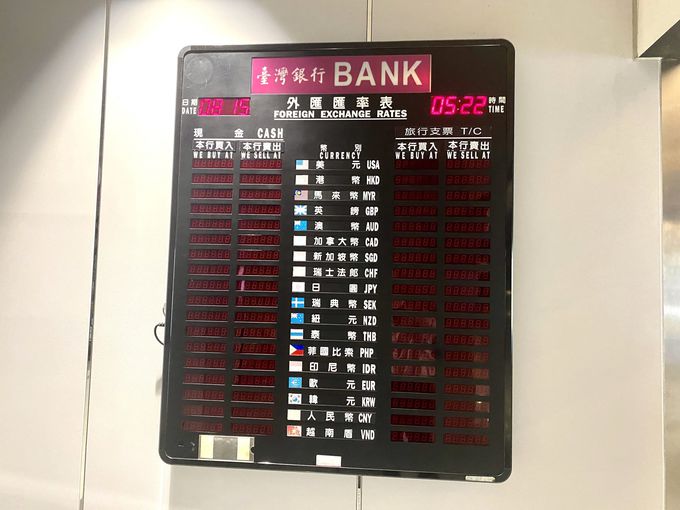 臺灣銀行 BANK
日期 外匯匯率表 時間
DATE 08 15 FOREIGN EXCHANGE RATES 05:22 TIME
現金 CASH 旅行支票 T/C
本行買入 本行賣出 幣別 本行買入 本行賣出
WE BUY AT WE SELL AT CURRENCY WE BUY AT WE SELL AT
美元 USA
港幣 HKD
馬來幣 MYR
英鎊 GBP
澳幣 AUD
加拿大幣 CAD
新加坡幣 SGD
瑞士法郎 CHF
日圓 JPY
瑞典幣 SEK
紐元 NZD
泰幣 THB
菲國比索 PHP
印尼幣 IDR
歐元 EUR
韓元 KRW
人民幣 CNY
越南盾 VND